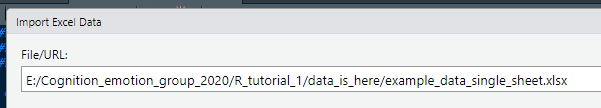 Import Excel Data
File/URL:
E:/Cognition_emotion_group_2020/R_tutorial_1/data_is_here/example_data_single_sheet.xlsx